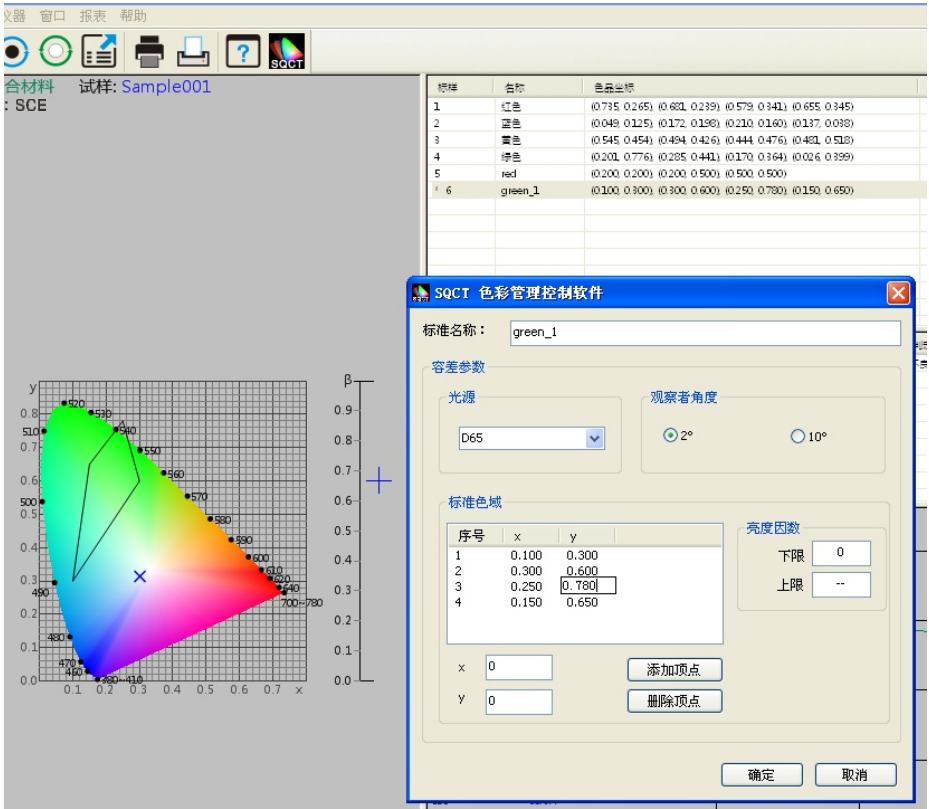 仪器 窗口 报表 帮助
SQCT
合材料 试样: Sample001
: SCE
标样 名称 色品坐标
1 红色 (0.735, 0.265), (0.681, 0.239), (0.579, 0.341), (0.655, 0.345)
2 蓝色 (0.049, 0.125), (0.172, 0.198), (0.210, 0.160), (0.137, 0.038)
3 黄色 (0.545, 0.454), (0.494, 0.426), (0.444, 0.476), (0.481, 0.518)
4 绿色 (0.201, 0.776), (0.285, 0.441), (0.170, 0.364), (0.026, 0.399)
5 red (0.200, 0.200), (0.200, 0.500), (0.500, 0.500)
* 6 green_1 (0.100, 0.300), (0.300, 0.600), (0.250, 0.780), (0.150, 0.650)
SQCT 色彩管理控制软件
标准名称： green_1
容差参数
光源
D65
观察者角度
2° 10°
标准色域
序号 x y
1 0.100 0.300
2 0.300 0.600
3 0.250 0.780
4 0.150 0.650
亮度因数
下限 0
上限 --
x 0 添加顶点
y 0 删除顶点
确定 取消
y
0.8
0.7
0.6
0.5
0.4
0.3
0.2
0.1
0.0
0.1 0.2 0.3 0.4 0.5 0.6 0.7 x
520
530
510
540
550
560
500
570
580
590
600
610
620
640
700~780
490
480
470
460
380~410
β
0.9
0.8
0.7
0.6
0.5
0.4
0.3
0.2
0.1
0.0